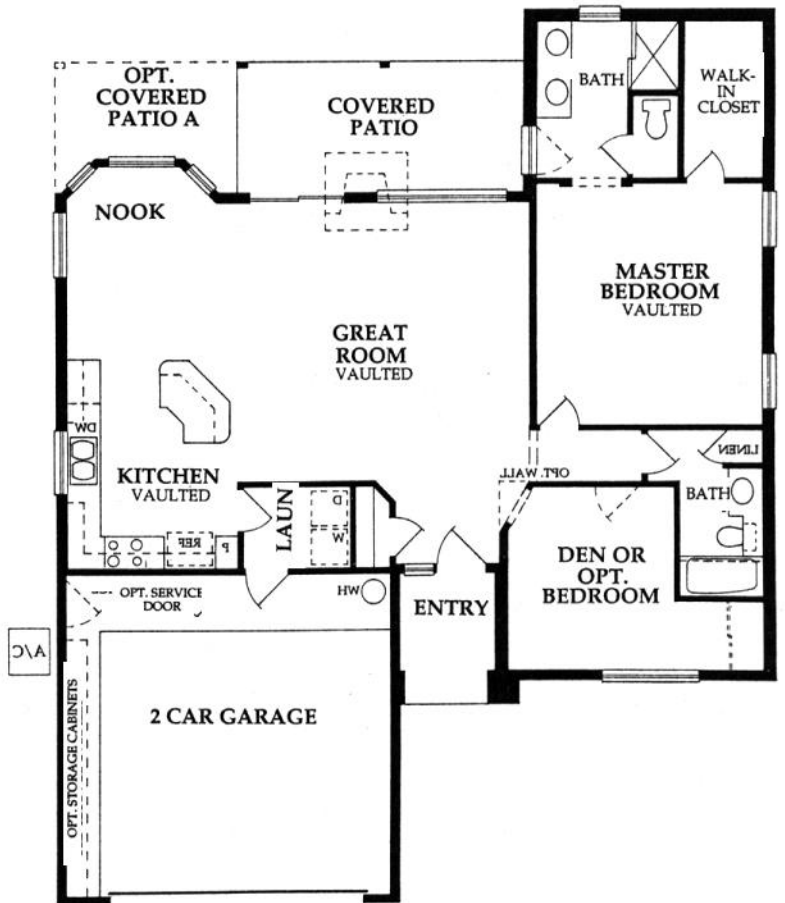 OPT.
COVERED
PATIO A
COVERED
PATIO
BATH
WALK-
IN
CLOSET
NOOK
MASTER
BEDROOM
VAULTED
GREAT
ROOM
VAULTED
DW
KITCHEN
VAULTED
OPT. WALL
LINEN
BATH
LAUN
D
W
REF
P
DEN OR
OPT.
BEDROOM
ENTRY
OPT. SERVICE
DOOR
WH
A/C
2 CAR GARAGE
OPT. STORAGE CABINETS